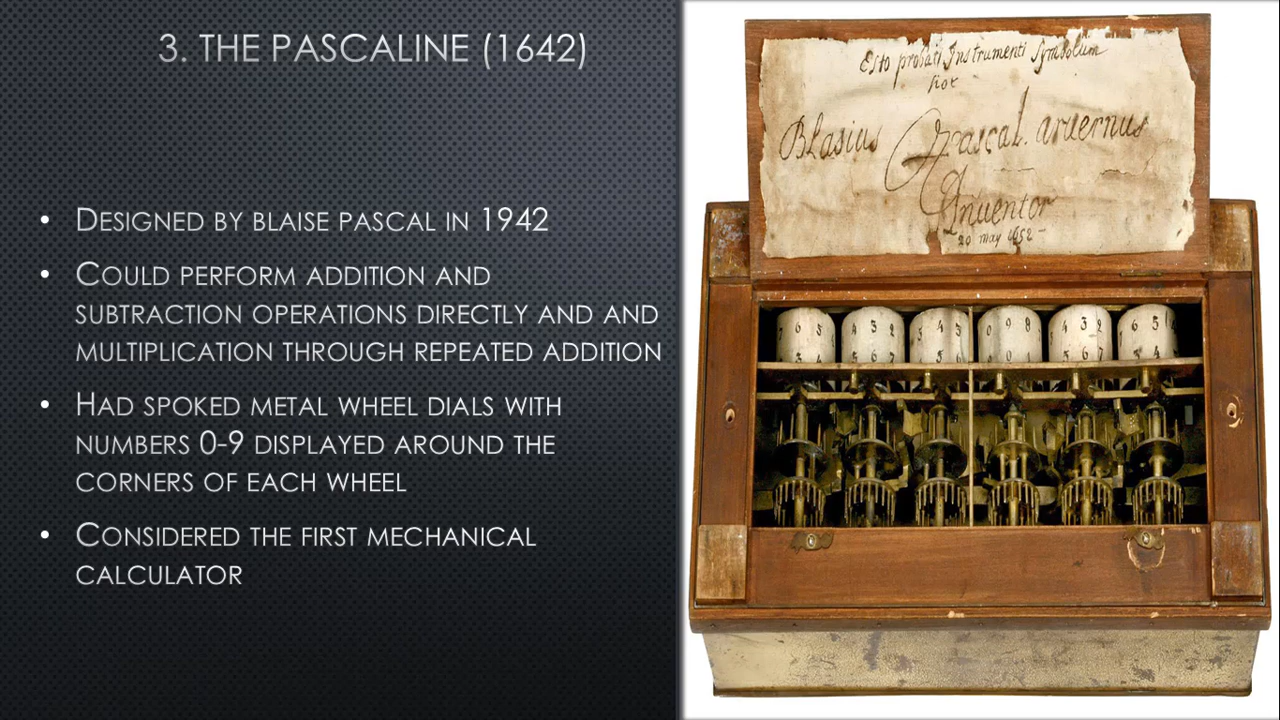 3. THE PASCALINE (1642)
• DESIGNED BY BLAISE PASCAL IN 1942
• COULD PERFORM ADDITION AND
SUBTRACTION OPERATIONS DIRECTLY AND AND
MULTIPLICATION THROUGH REPEATED ADDITION
• HAD SPOKED METAL WHEEL DIALS WITH
NUMBERS 0-9 DISPLAYED AROUND THE
CORNERS OF EACH WHEEL
• CONSIDERED THE FIRST MECHANICAL
CALCULATOR
Esto probati Instrumenti Symbolum
Blasius Pascal. arvernus
Inventor
20 may 1652